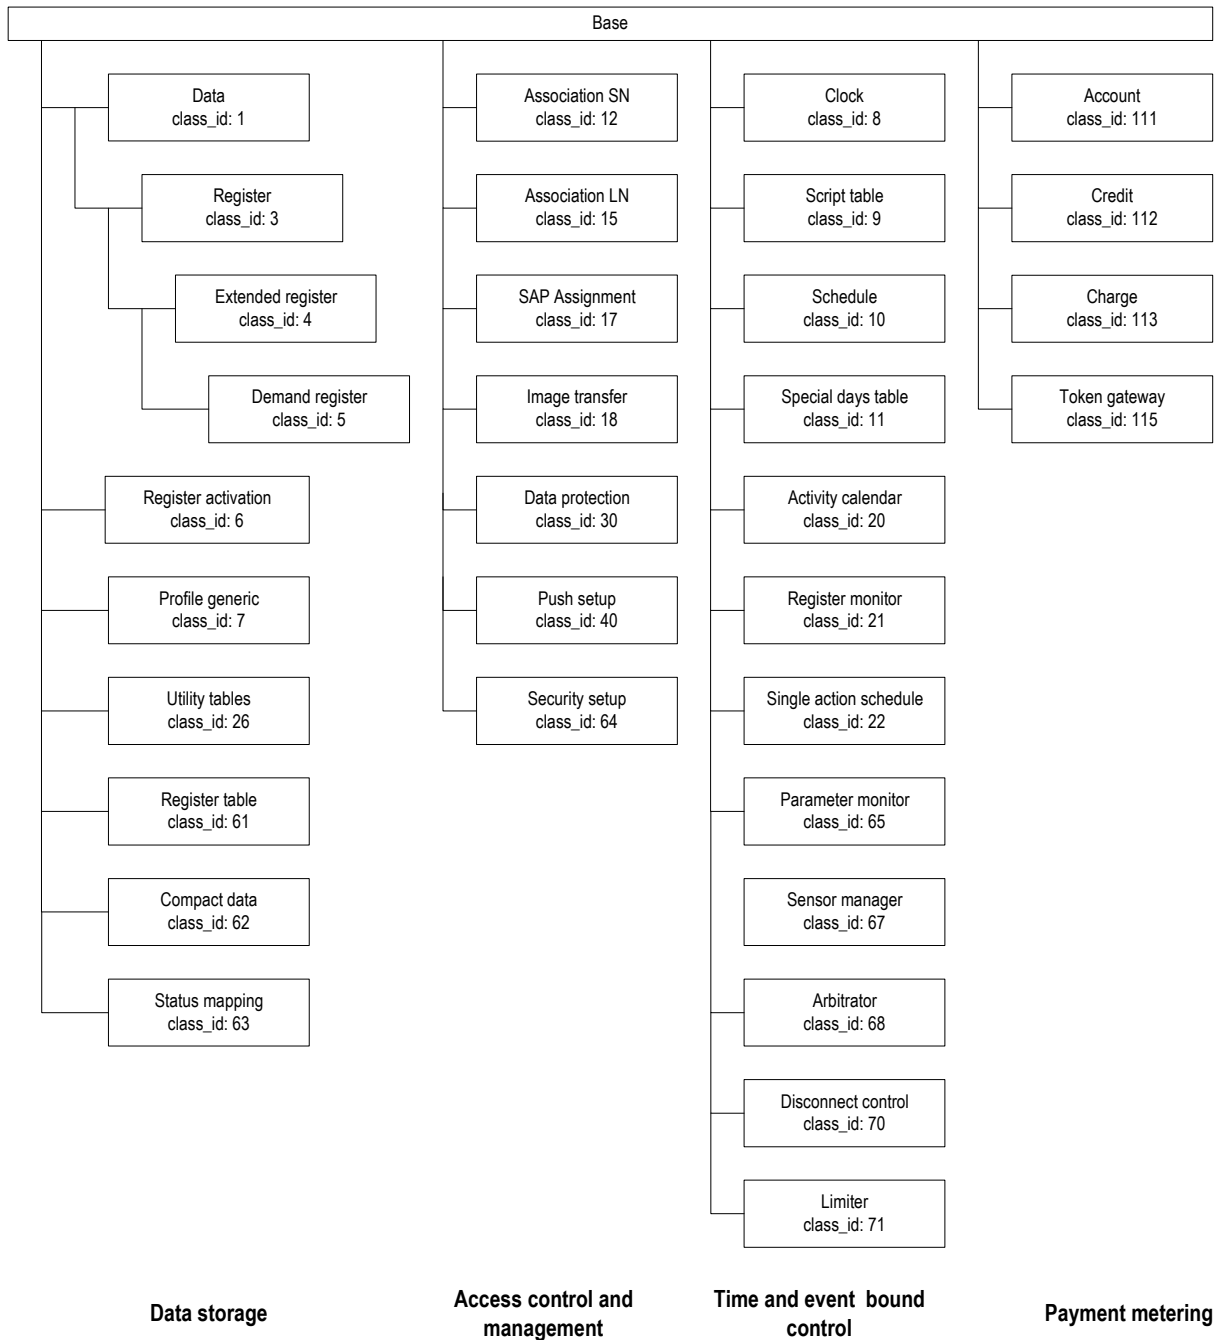 Base
Data
class_id: 1
Register
class_id: 3
Extended register
class_id: 4
Demand register
class_id: 5
Register activation
class_id: 6
Profile generic
class_id: 7
Utility tables
class_id: 26
Register table
class_id: 61
Compact data
class_id: 62
Status mapping
class_id: 63
Data storage
Association SN
class_id: 12
Association LN
class_id: 15
SAP Assignment
class_id: 17
Image transfer
class_id: 18
Data protection
class_id: 30
Push setup
class_id: 40
Security setup
class_id: 64
Access control and
management
Clock
class_id: 8
Script table
class_id: 9
Schedule
class_id: 10
Special days table
class_id: 11
Activity calendar
class_id: 20
Register monitor
class_id: 21
Single action schedule
class_id: 22
Parameter monitor
class_id: 65
Sensor manager
class_id: 67
Arbitrator
class_id: 68
Disconnect control
class_id: 70
Limiter
class_id: 71
Time and event bound
control
Account
class_id: 111
Credit
class_id: 112
Charge
class_id: 113
Token gateway
class_id: 115
Payment metering